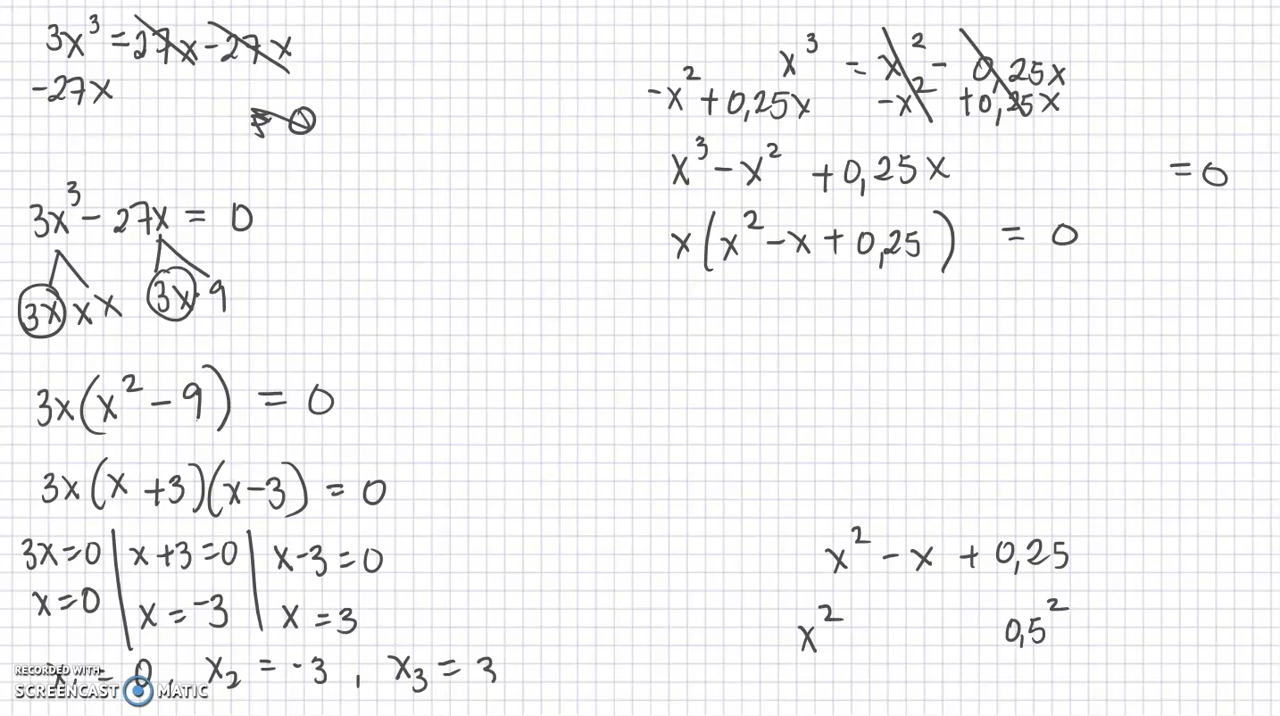 3x³ = 27x - 27x
-27x
0
3x³ - 27x = 0
3x x x 3x · 9
3x(x² - 9) = 0
3x(x + 3)(x - 3) = 0
3x = 0 | x + 3 = 0 | x - 3 = 0
x = 0 | x = -3 | x = 3
= 0, x₂ = -3, x₃ = 3
RECORDED WITH
SCREENCAST MATIC
x³ = x² - 0,25x
-x² + 0,25x -x² +0,25x
x³ - x² + 0,25x = 0
x(x² - x + 0,25) = 0
x² - x + 0,25
x² 0,5²